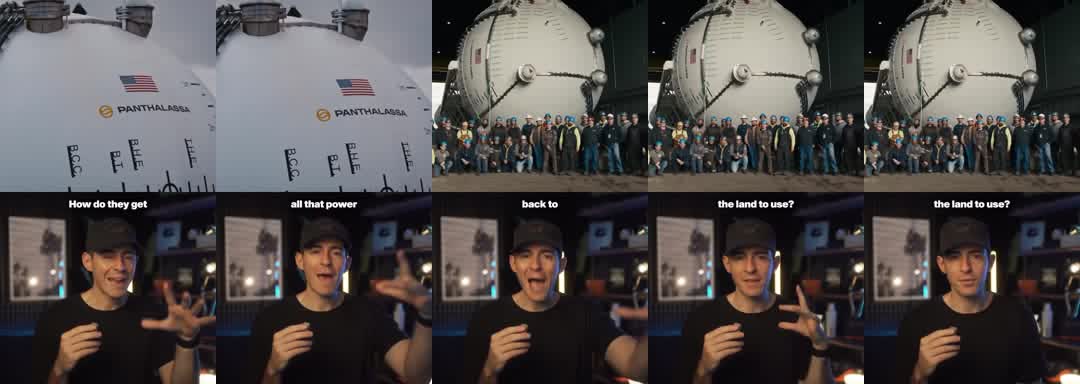 PANTHALASSA
B.C.C.
B.T.
B.H.E.
T.H.E.
PANTHALASSA
B.C.C.
B.T.
B.H.E.
T.H.E.
How do they get
all that power
back to
the land to use?
the land to use?